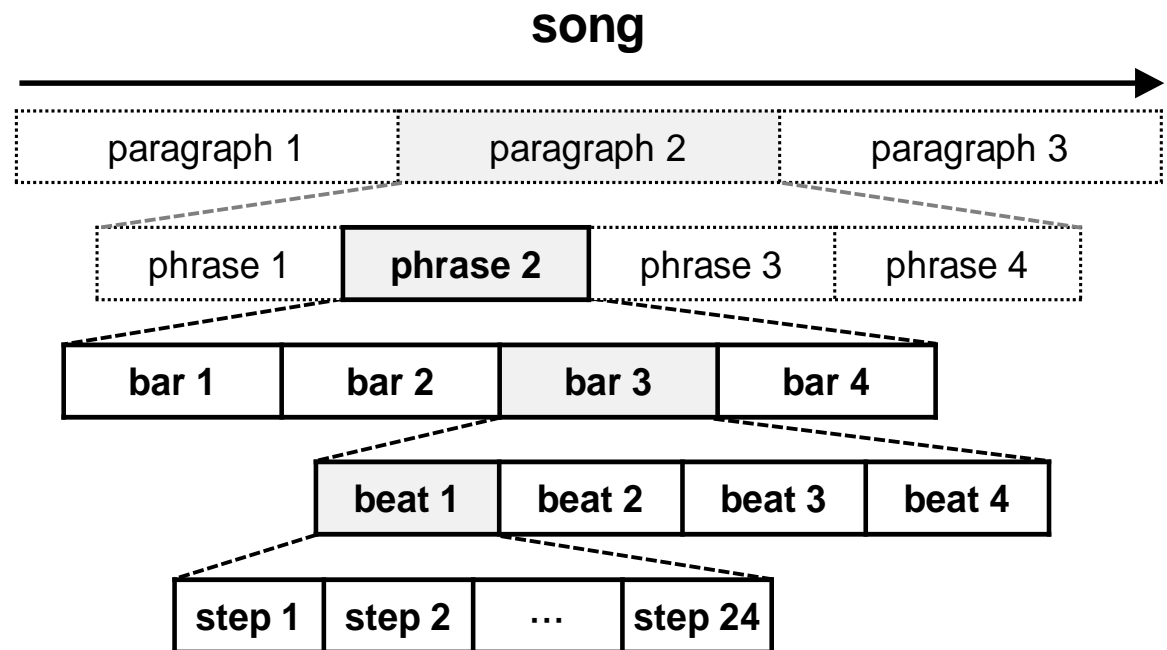 song
paragraph 1 paragraph 2 paragraph 3
phrase 1 phrase 2 phrase 3 phrase 4
bar 1 bar 2 bar 3 bar 4
beat 1 beat 2 beat 3 beat 4
step 1 step 2 ... step 24